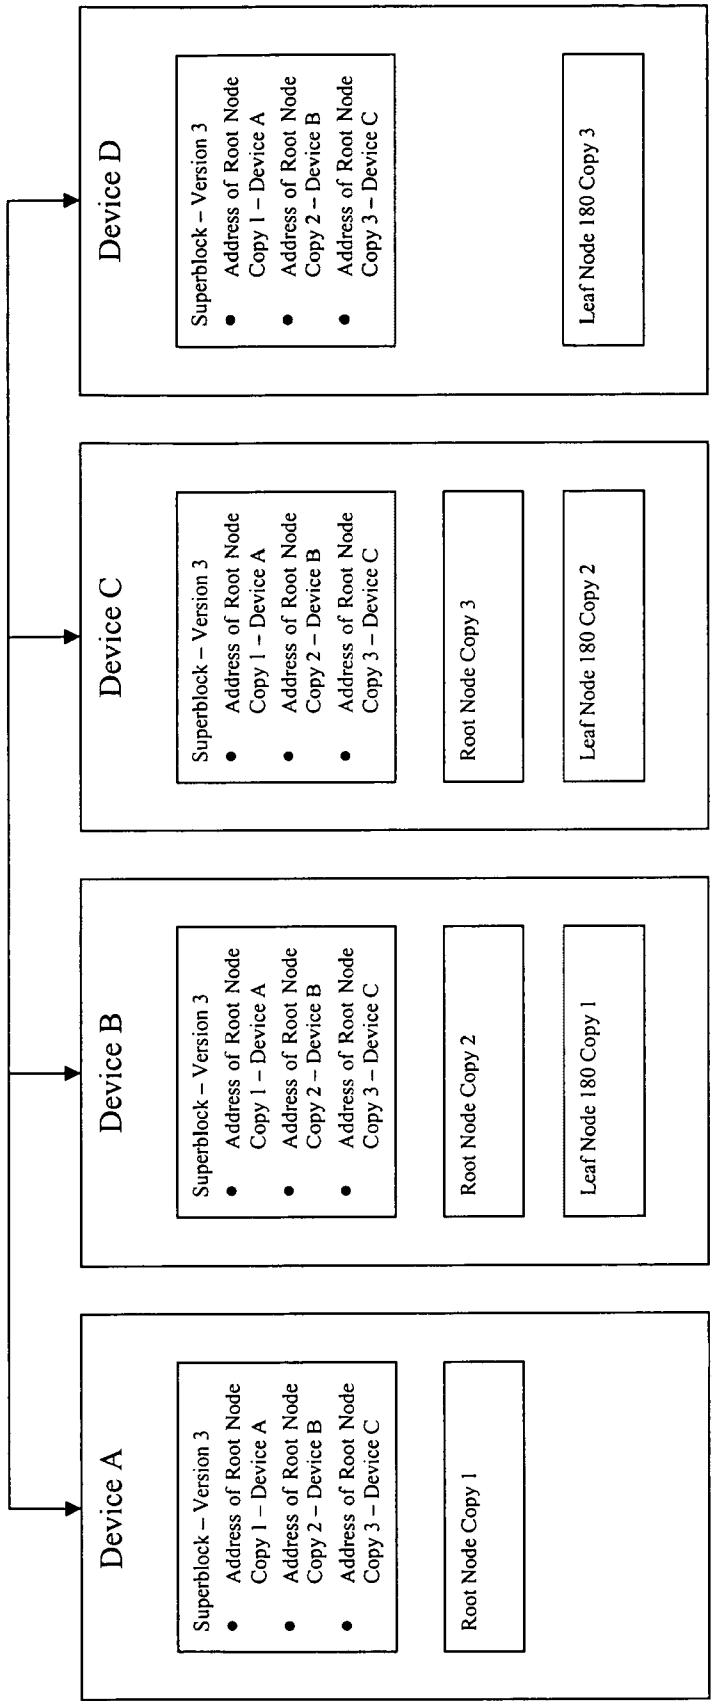 Device A
Superblock – Version 3
● Address of Root Node
Copy 1 – Device A
● Address of Root Node
Copy 2 – Device B
● Address of Root Node
Copy 3 – Device C
Root Node Copy 1
Device B
Superblock – Version 3
● Address of Root Node
Copy 1 – Device A
● Address of Root Node
Copy 2 – Device B
● Address of Root Node
Copy 3 – Device C
Root Node Copy 2
Leaf Node 180 Copy 1
Device C
Superblock – Version 3
● Address of Root Node
Copy 1 – Device A
● Address of Root Node
Copy 2 – Device B
● Address of Root Node
Copy 3 – Device C
Root Node Copy 3
Leaf Node 180 Copy 2
Device D
Superblock – Version 3
● Address of Root Node
Copy 1 – Device A
● Address of Root Node
Copy 2 – Device B
● Address of Root Node
Copy 3 – Device C
Leaf Node 180 Copy 3